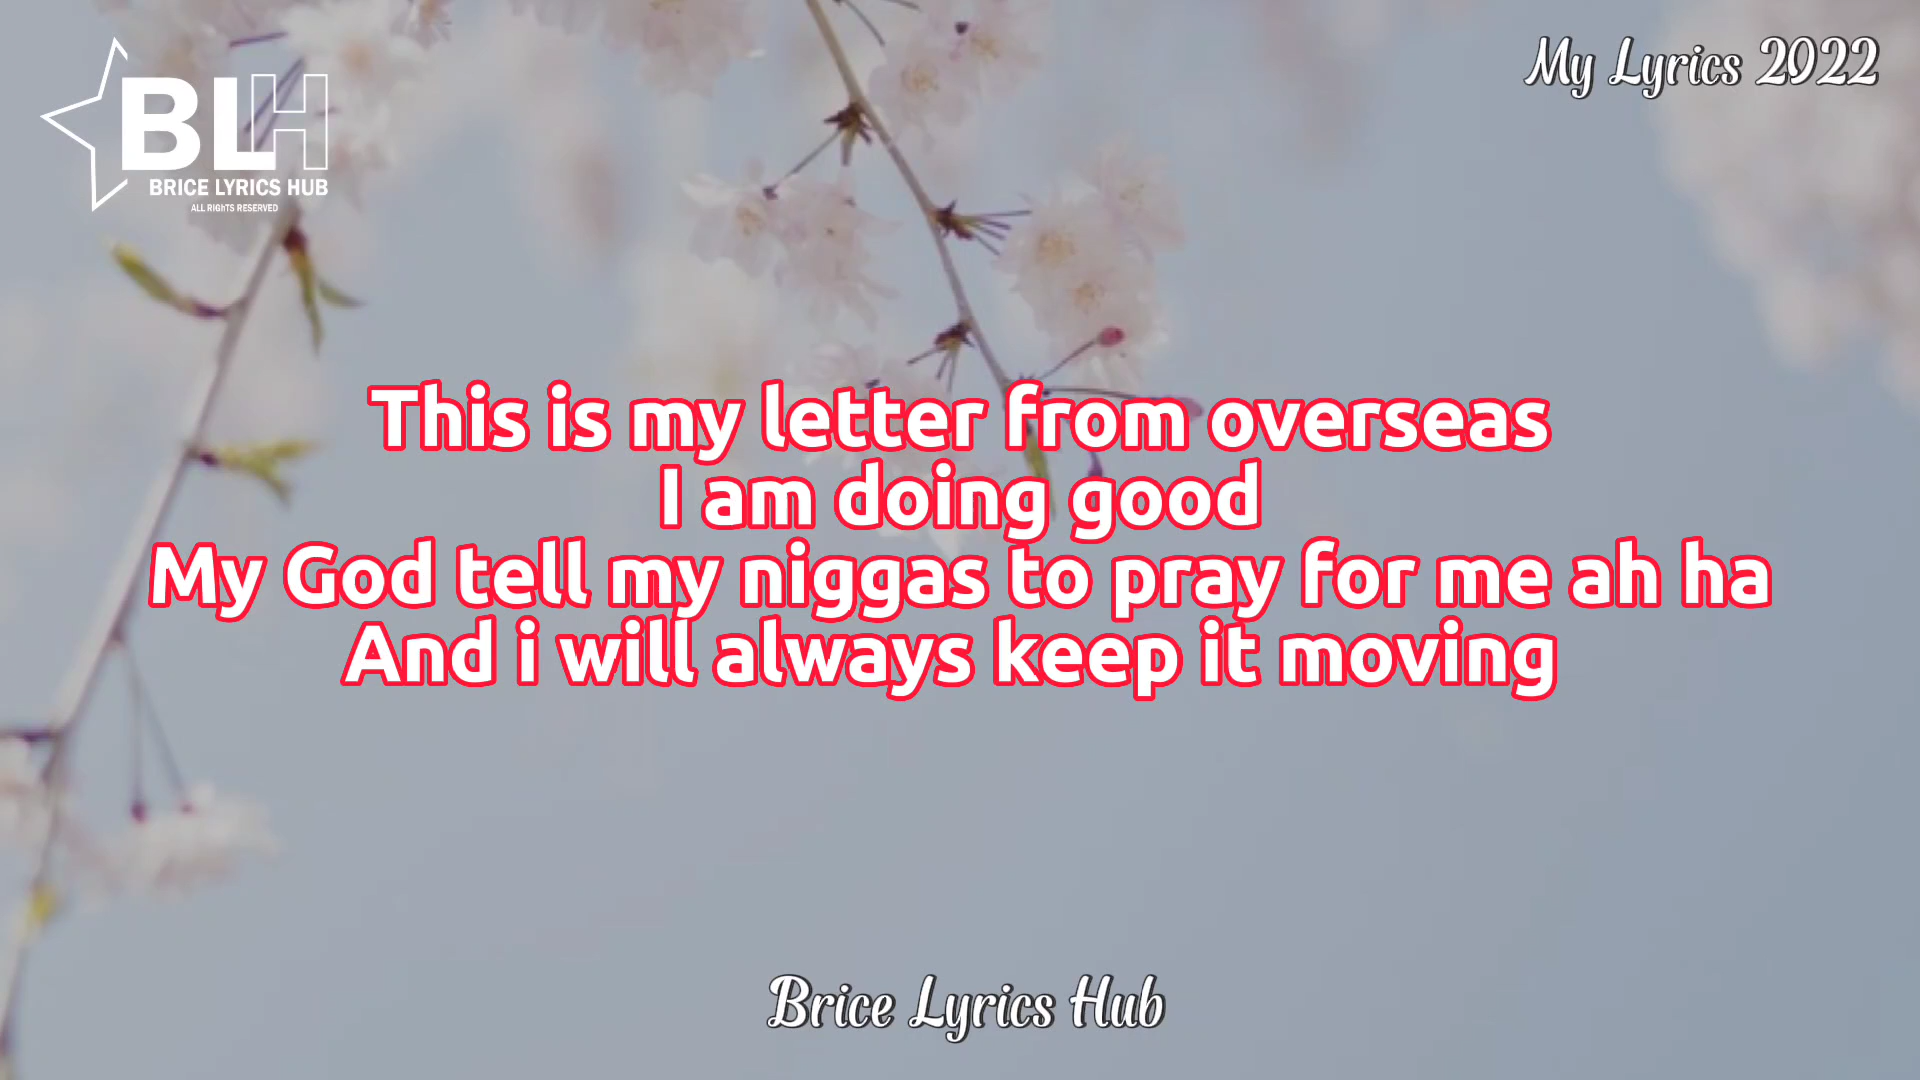 BLH
BRICE LYRICS HUB
ALL RIGHTS RESERVED
My Lyrics 2022
This is my letter from overseas
I am doing good
My God tell my niggas to pray for me ah ha
And i will always keep it moving
Brice Lyrics Hub